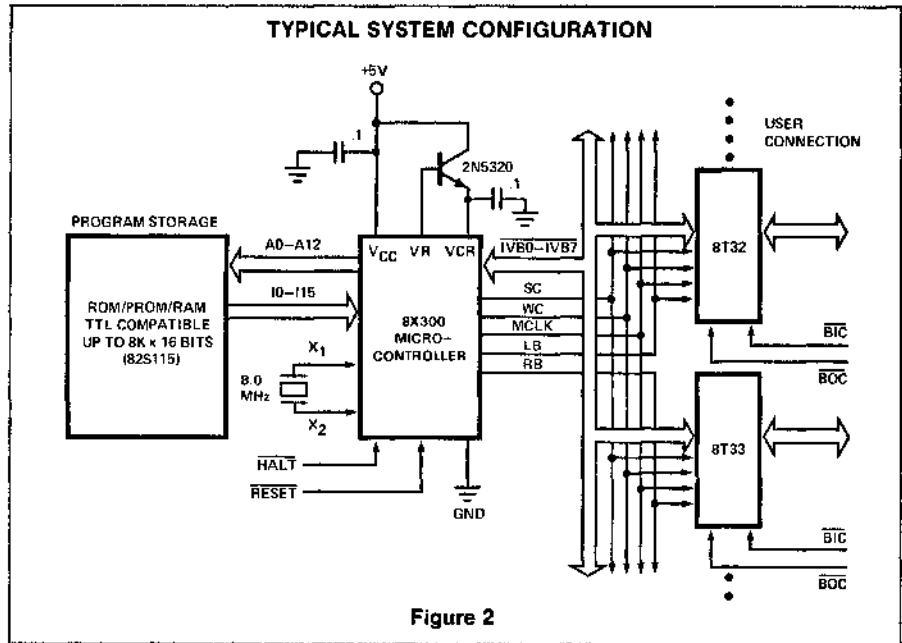 TYPICAL SYSTEM CONFIGURATION
+5V
.1
2N5320
.1
USER
CONNECTION
PROGRAM STORAGE
ROM/PROM/RAM
TTL COMPATIBLE
UP TO 8K x 16 BITS
(82S115)
A0–A12
I0–I15
X1
8.0
MHz
X2
VCC VR VCR
8X300
MICRO-
CONTROLLER
IVB0–IVB7
SC
WC
MCLK
LB
RB
HALT
RESET
GND
8T32
BIC
BOC
8T33
BIC
BOC
Figure 2